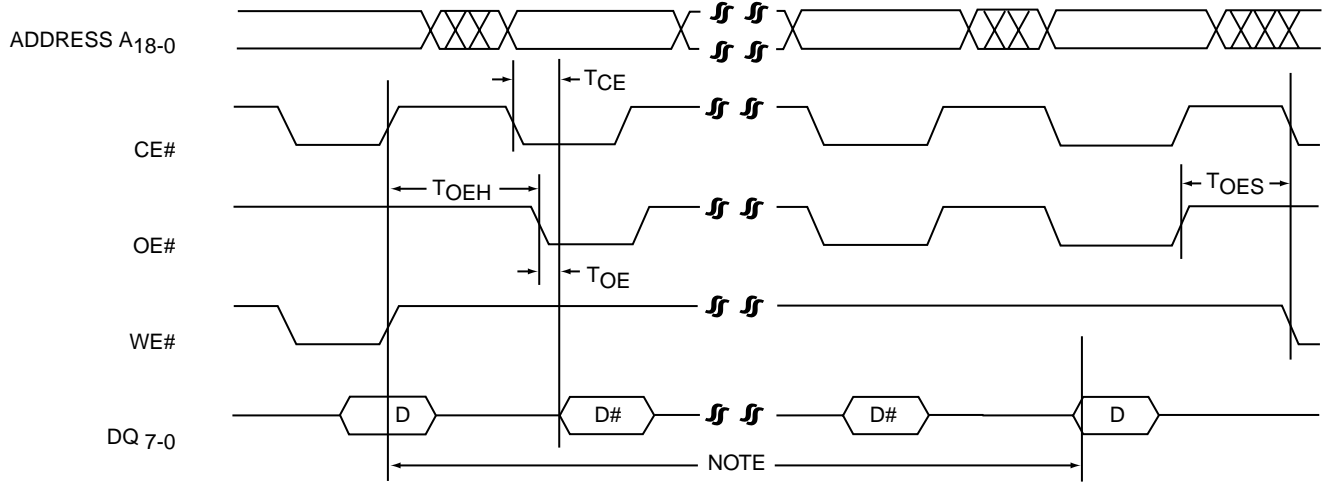 ADDRESS A18-0
TCE
CE#
TOEH
TOES
OE#
TOE
WE#
D
D#
D#
D
DQ 7-0
NOTE